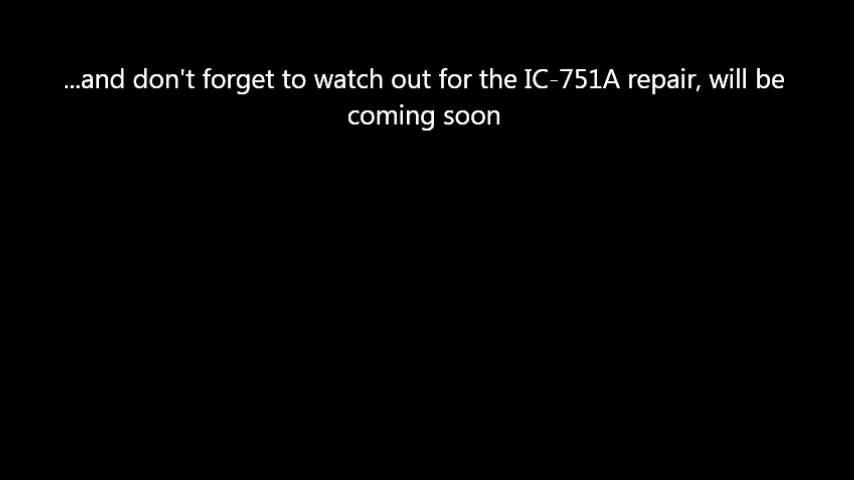 ...and don't forget to watch out for the IC-751A repair, will be
coming soon